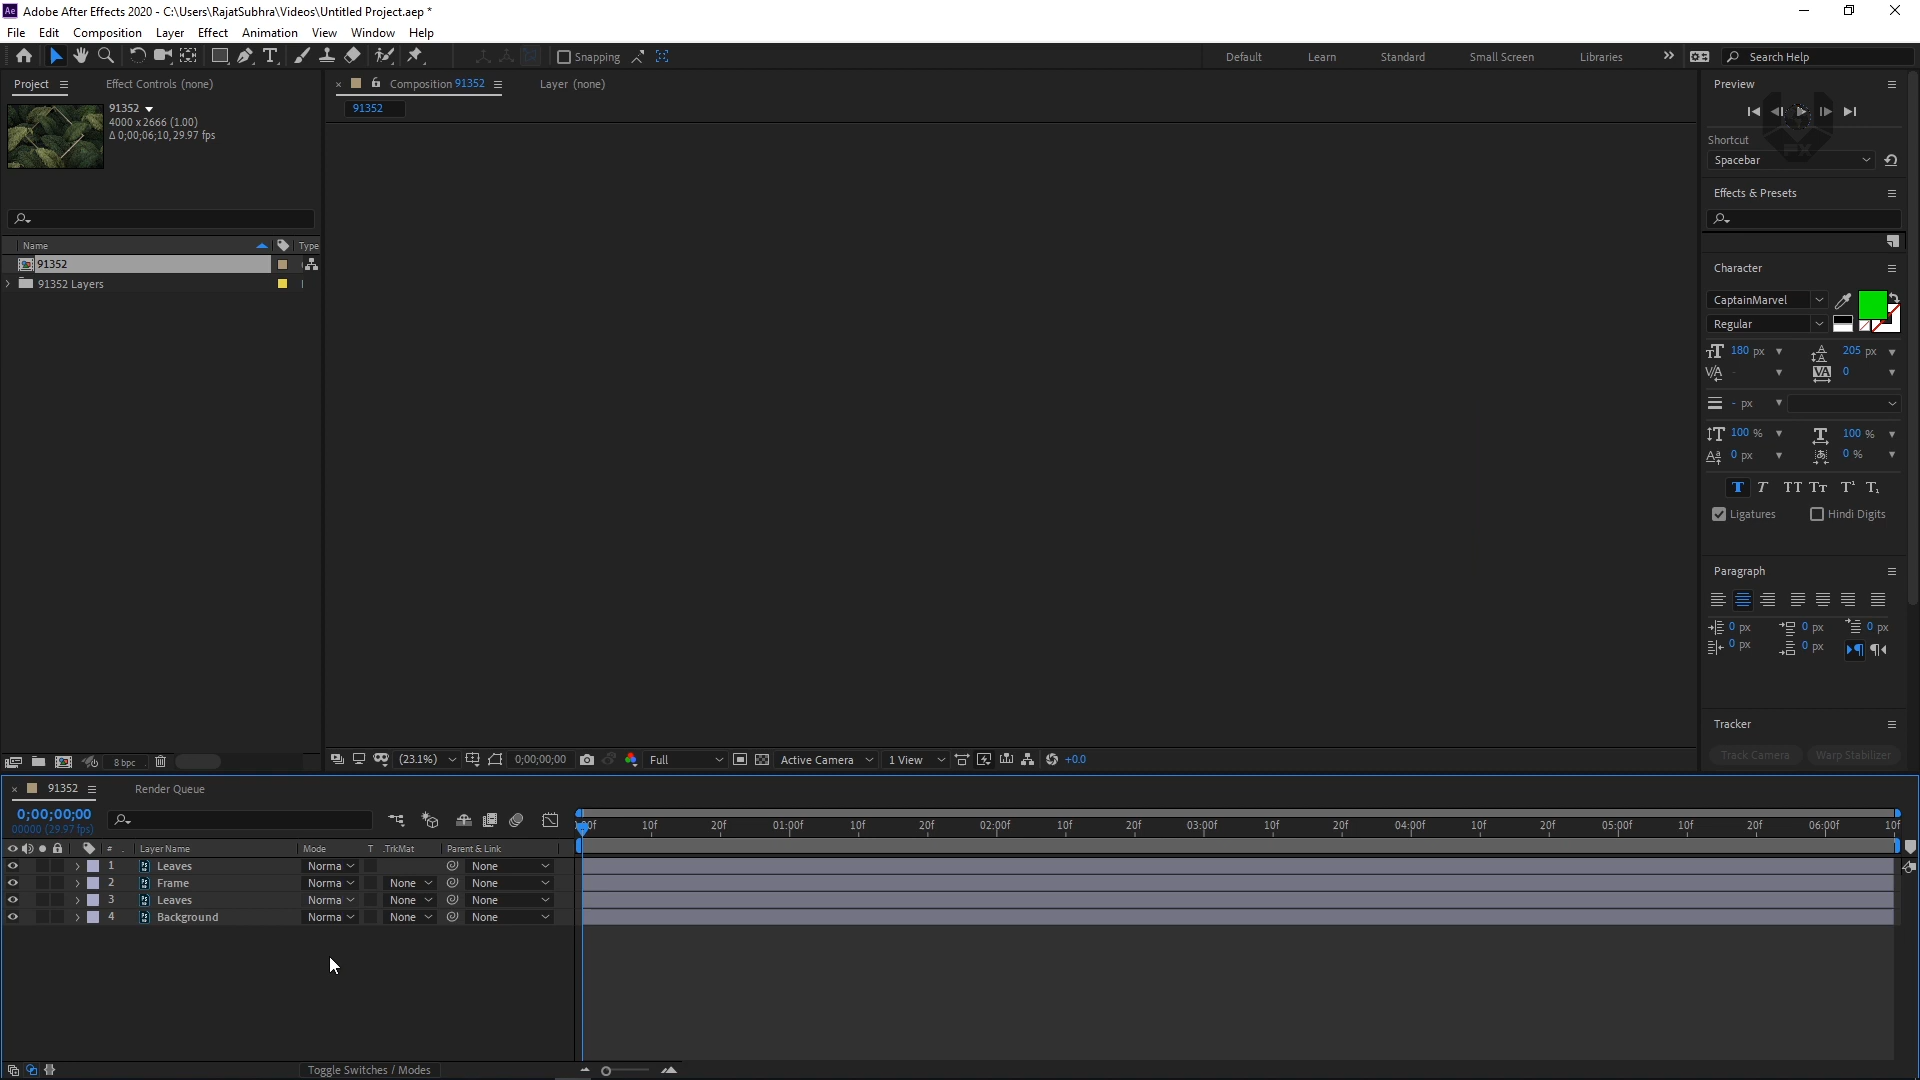 Adobe After Effects 2020 - C:\Users\RajatSubhra\Videos\Untitled Project.aep *
File Edit Composition Layer Effect Animation View Window Help
Snapping
Default Learn Standard Small Screen Libraries
Search Help
Project
Effect Controls (none)
91352
4000 x 2666 (1.00)
Δ 0;00;06;10, 29.97 fps
Name Type
91352
91352 Layers
8 bpc
Composition 91352
Layer (none)
91352
(23.1%) 0;00;00;00 Full Active Camera 1 View +0.0
Preview
Shortcut
Spacebar
Effects & Presets
Character
CaptainMarvel
Regular
180 px 205 px
- 0
- px
100 % 100 %
0 px 0 %
T T TT TT T¹ T₁
Ligatures Hindi Digits
Paragraph
0 px 0 px 0 px
0 px 0 px
Tracker
Track Camera Warp Stabilizer
91352 Render Queue
0;00;00;00
00000 (29.97 fps)
10f 20f 01:00f 10f 20f 02:00f 10f 20f 03:00f 10f 20f 04:00f 10f 20f 05:00f 10f 20f 06:00f 10f
# Layer Name Mode T .TrkMat Parent & Link
1 Leaves Norma None
2 Frame Norma None None
3 Leaves Norma None None
4 Background Norma None None
Toggle Switches / Modes